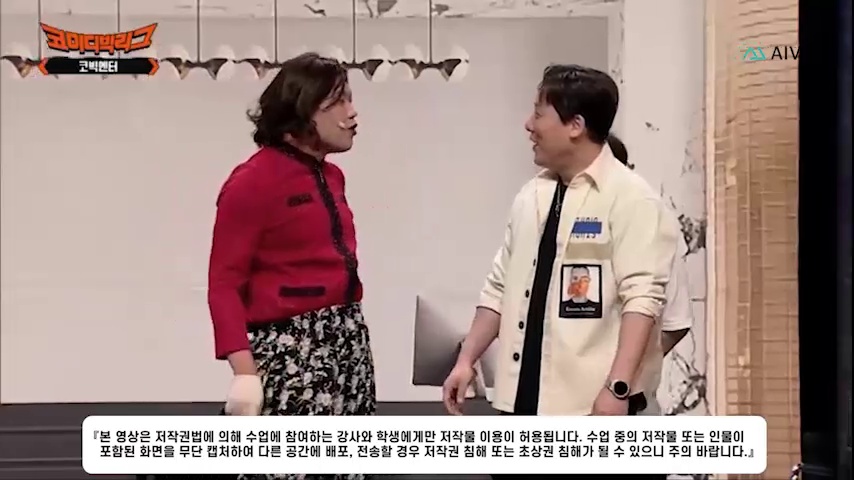 코미디빅리그
코빅엔터
AIV
『본 영상은 저작권법에 의해 수업에 참여하는 강사와 학생에게만 저작물 이용이 허용됩니다. 수업 중의 저작물 또는 인물이
포함된 화면을 무단 캡처하여 다른 공간에 배포, 전송할 경우 저작권 침해 또는 초상권 침해가 될 수 있으니 주의 바랍니다.』